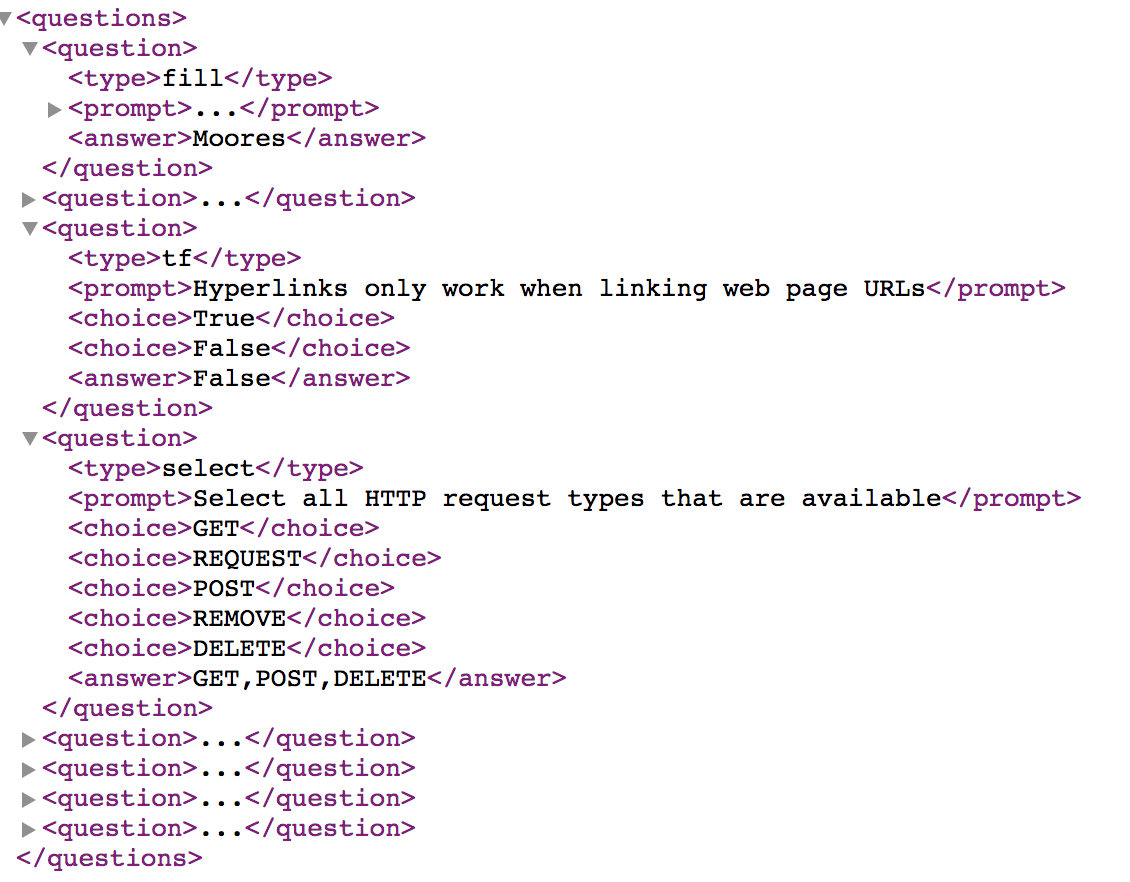 <questions>
<question>
<type>fill</type>
<prompt>...</prompt>
<answer>Moores</answer>
</question>
<question>...</question>
<question>
<type>tf</type>
<prompt>Hyperlinks only work when linking web page URLs</prompt>
<choice>True</choice>
<choice>False</choice>
<answer>False</answer>
</question>
<question>
<type>select</type>
<prompt>Select all HTTP request types that are available</prompt>
<choice>GET</choice>
<choice>REQUEST</choice>
<choice>POST</choice>
<choice>REMOVE</choice>
<choice>DELETE</choice>
<answer>GET,POST,DELETE</answer>
</question>
<question>...</question>
<question>...</question>
<question>...</question>
<question>...</question>
</questions>